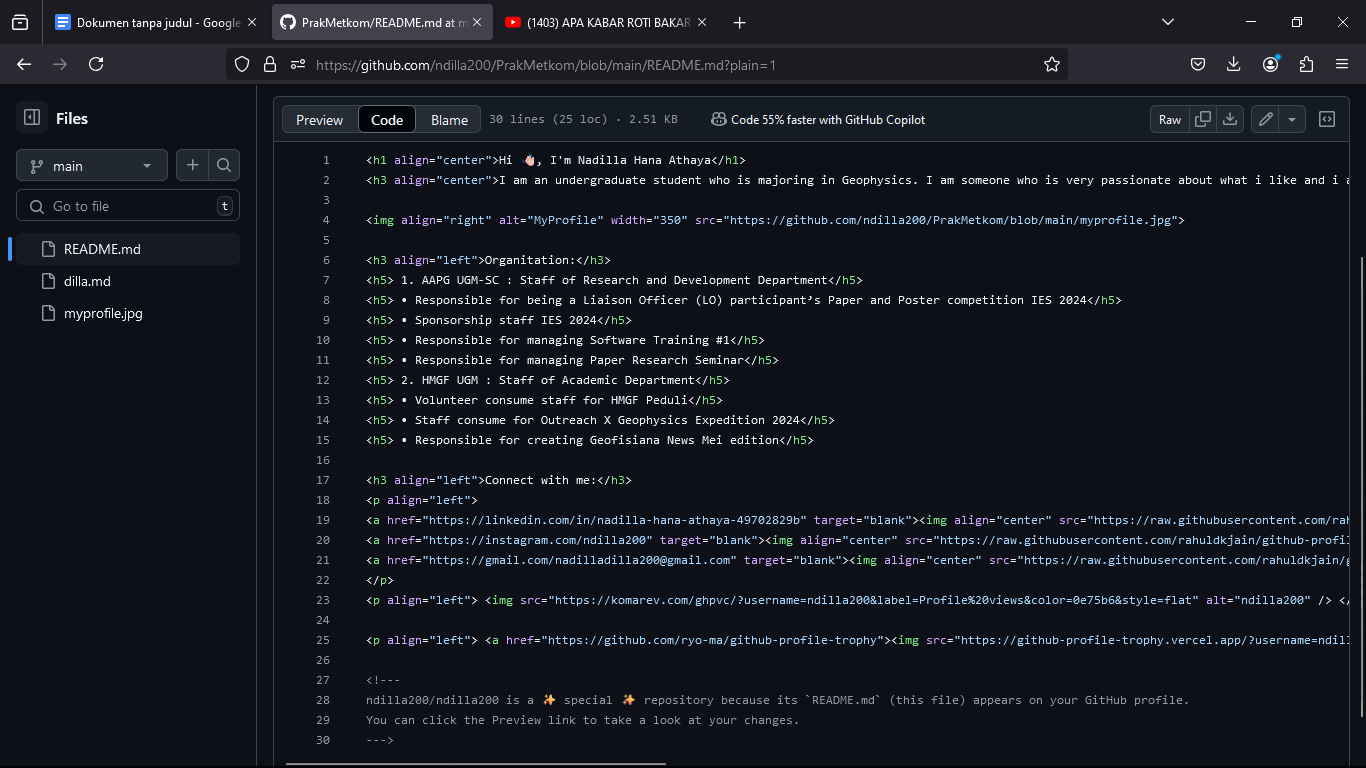 Dokumen tanpa judul - Google
PrakMetkom/README.md at m
(1403) APA KABAR ROTI BAKAR
https://github.com/ndilla200/PrakMetkom/blob/main/README.md?plain=1
Files
main
Go to file
t
README.md
dilla.md
myprofile.jpg
Preview
Code
Blame
30 lines (25 loc) · 2.51 KB
Code 55% faster with GitHub Copilot
Raw
1 <h1 align="center">Hi 👋🏻, I'm Nadilla Hana Athaya</h1>
2 <h3 align="center">I am an undergraduate student who is majoring in Geophysics. I am someone who is very passionate about what i like and i a
3
4 <img align="right" alt="MyProfile" width="350" src="https://github.com/ndilla200/PrakMetkom/blob/main/myprofile.jpg">
5
6 <h3 align="left">Organitation:</h3>
7 <h5> 1. AAPG UGM-SC : Staff of Research and Development Department</h5>
8 <h5> • Responsible for being a Liaison Officer (LO) participant’s Paper and Poster competition IES 2024</h5>
9 <h5> • Sponsorship staff IES 2024</h5>
10 <h5> • Responsible for managing Software Training #1</h5>
11 <h5> • Responsible for managing Paper Research Seminar</h5>
12 <h5> 2. HMGF UGM : Staff of Academic Department</h5>
13 <h5> • Volunteer consume staff for HMGF Peduli</h5>
14 <h5> • Staff consume for Outreach X Geophysics Expedition 2024</h5>
15 <h5> • Responsible for creating Geofisiana News Mei edition</h5>
16
17 <h3 align="left">Connect with me:</h3>
18 <p align="left">
19 <a href="https://linkedin.com/in/nadilla-hana-athaya-49702829b" target="blank"><img align="center" src="https://raw.githubusercontent.com/rah
20 <a href="https://instagram.com/ndilla200" target="blank"><img align="center" src="https://raw.githubusercontent.com/rahuldkjain/github-profil
21 <a href="https://gmail.com/nadilladilla200@gmail.com" target="blank"><img align="center" src="https://raw.githubusercontent.com/rahuldkjain/g
22 </p>
23 <p align="left"> <img src="https://komarev.com/ghpvc/?username=ndilla200&label=Profile%20views&color=0e75b6&style=flat" alt="ndilla200" /> </
24
25 <p align="left"> <a href="https://github.com/ryo-ma/github-profile-trophy"><img src="https://github-profile-trophy.vercel.app/?username=ndill
26
27 <!---
28 ndilla200/ndilla200 is a ✨ special ✨ repository because its `README.md` (this file) appears on your GitHub profile.
29 You can click the Preview link to take a look at your changes.
30 --->